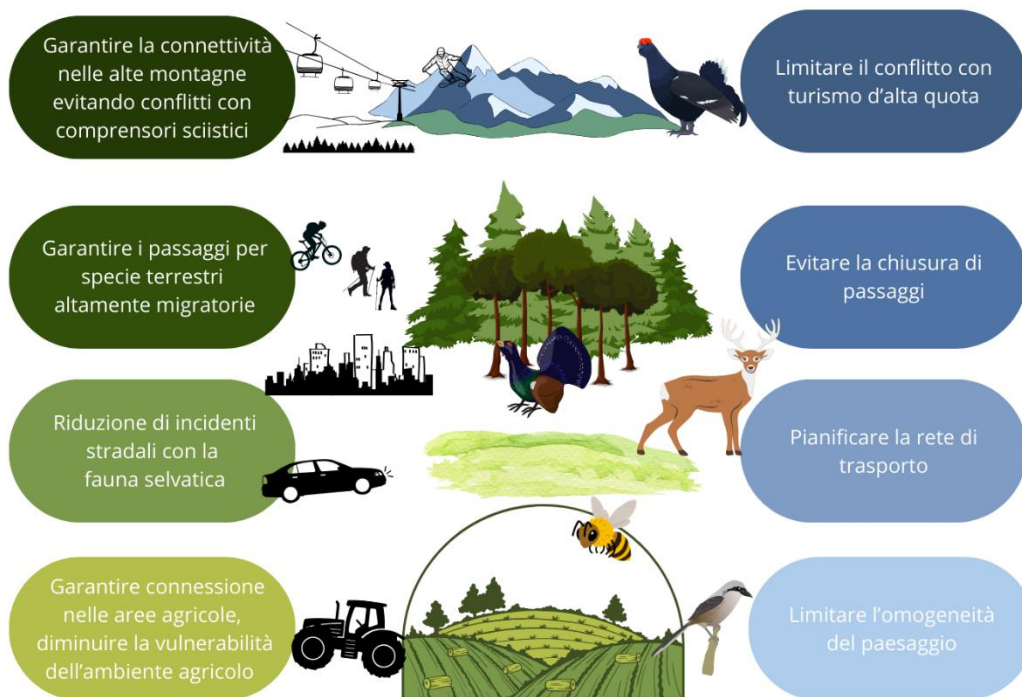 Garantire la connettività
nelle alte montagne
evitando conflitti con
comprensori sciistici
Limitare il conflitto con
turismo d'alta quota
Garantire i passaggi per
specie terrestri
altamente migratorie
Evitare la chiusura di
passaggi
Riduzione di incidenti
stradali con la
fauna selvatica
Pianificare la rete di
trasporto
Garantire connessione
nelle aree agricole,
diminuire la vulnerabilità
dell'ambiente agricolo
Limitare l'omogeneità
del paesaggio